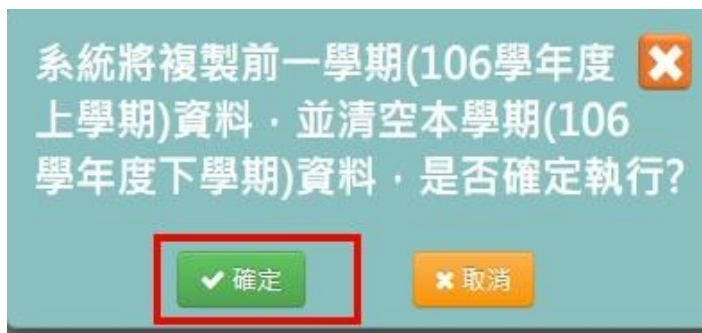 系統將複製前一學期(106學年度
上學期)資料，並清空本學期(106
學年度下學期)資料，是否確定執行?
確定
取消